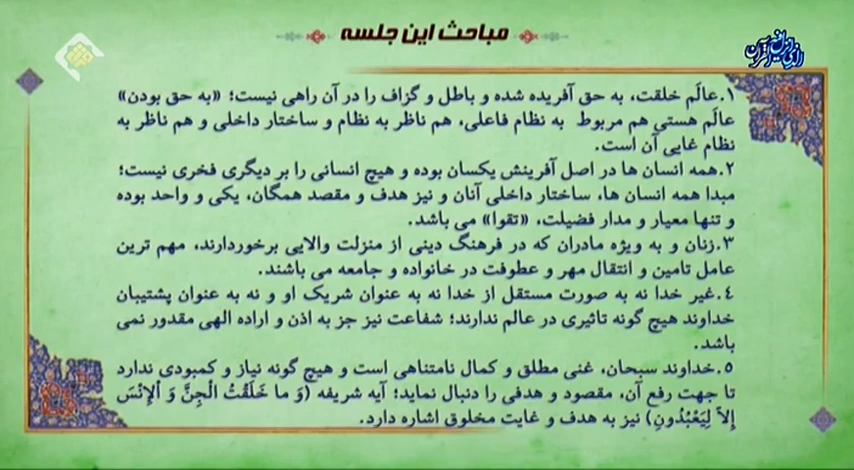 مباحث این جلسه
۱.عالَم خلقت، به حق آفریده شده و باطل و گزاف را در آن راهی نیست؛ «به حق بودن»
عالَم هستی هم مربوط به نظام فاعلی، هم ناظر به نظام و ساختار داخلی و هم ناظر به
نظام غایی آن است.
۲.همه انسان ها در اصل آفرینش یکسان بوده و هیچ انسانی را بر دیگری فخری نیست؛
مبدا همه انسان ها، ساختار داخلی آنان و نیز هدف و مقصد همگان، یکی و واحد بوده
و تنها معیار و مدار فضیلت، «تقوا» می باشد.
۳.زنان و به ویژه مادران که در فرهنگ دینی از منزلت والایی برخوردارند، مهم ترین
عامل تامین و انتقال مهر و عطوفت در خانواده و جامعه می باشند.
۴.غیر خدا نه به صورت مستقل از خدا نه به عنوان شریک او و نه به عنوان پشتیبان
خداوند هیچ گونه تاثیری در عالم ندارند؛ شفاعت نیز جز به اذن و اراده الهی مقدور نمی
باشد.
۵.خداوند سبحان، غنی مطلق و کمال نامتناهی است و هیچ گونه نیاز و کمبودی ندارد
تا جهت رفع آن، مقصود و هدفی را دنبال نماید؛ آیه شریفه (وَ ما خَلَقْتُ الْجِنَّ وَ الْإِنْسَ
إِلاَّ لِيَعْبُدُونِ) نیز به هدف و غایت مخلوق اشاره دارد.